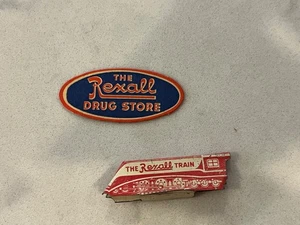 THE
Rexall
DRUG STORE
THE Rexall TRAIN